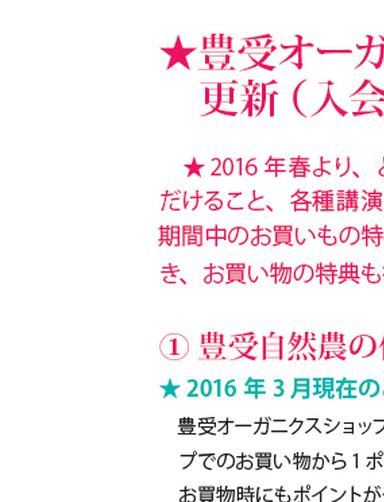 ★豊受オーガ
更新（入会
★2016 年春より、
だけること、各種講演
期間中のお買いもの特
き、お買い物の特典も
① 豊受自然農の
★ 2016 年 3 月現在の
豊受オーガニクスショップ
プでのお買い物から 1 ポ
お買物時にもポイントが